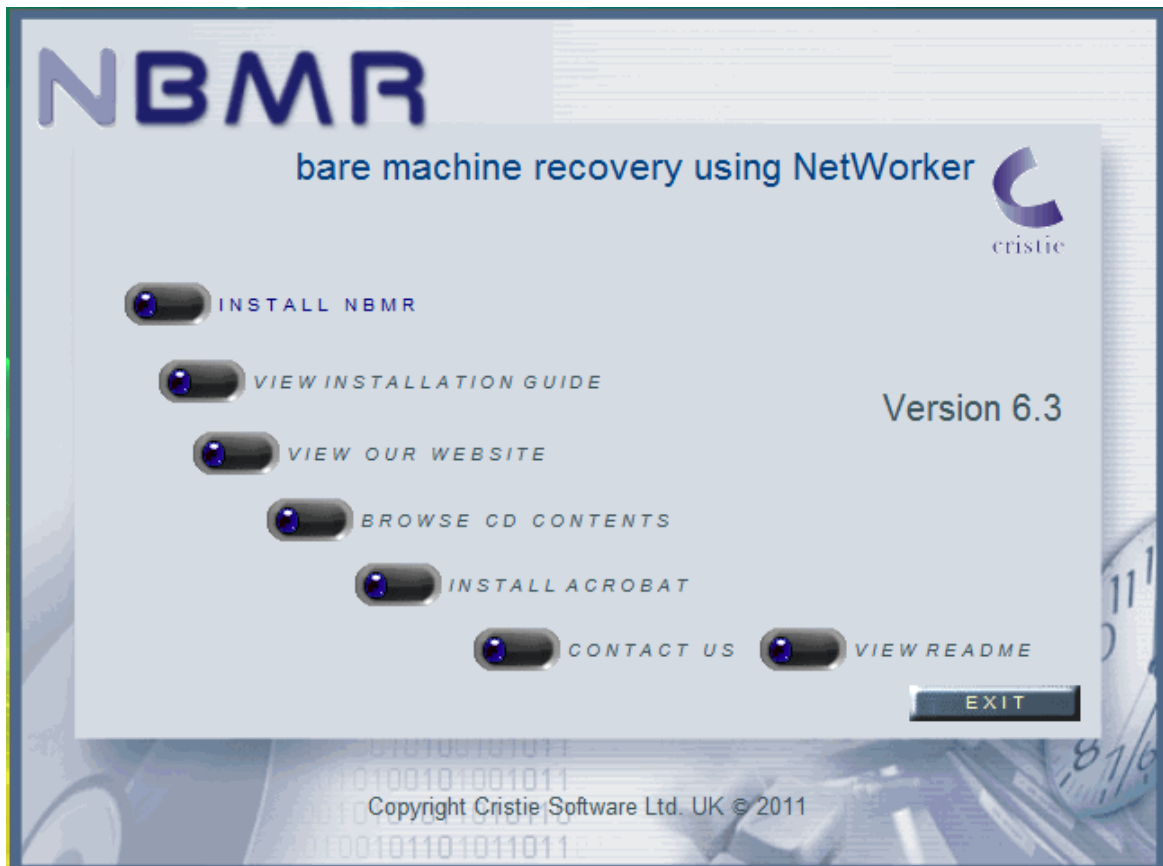 NBMR
bare machine recovery using NetWorker
cristie
INSTALL NBMR
VIEW INSTALLATION GUIDE
Version 6.3
VIEW OUR WEBSITE
BROWSE CD CONTENTS
INSTALL ACROBAT
CONTACT US VIEW README
EXIT
Copyright Cristie Software Ltd. UK © 2011